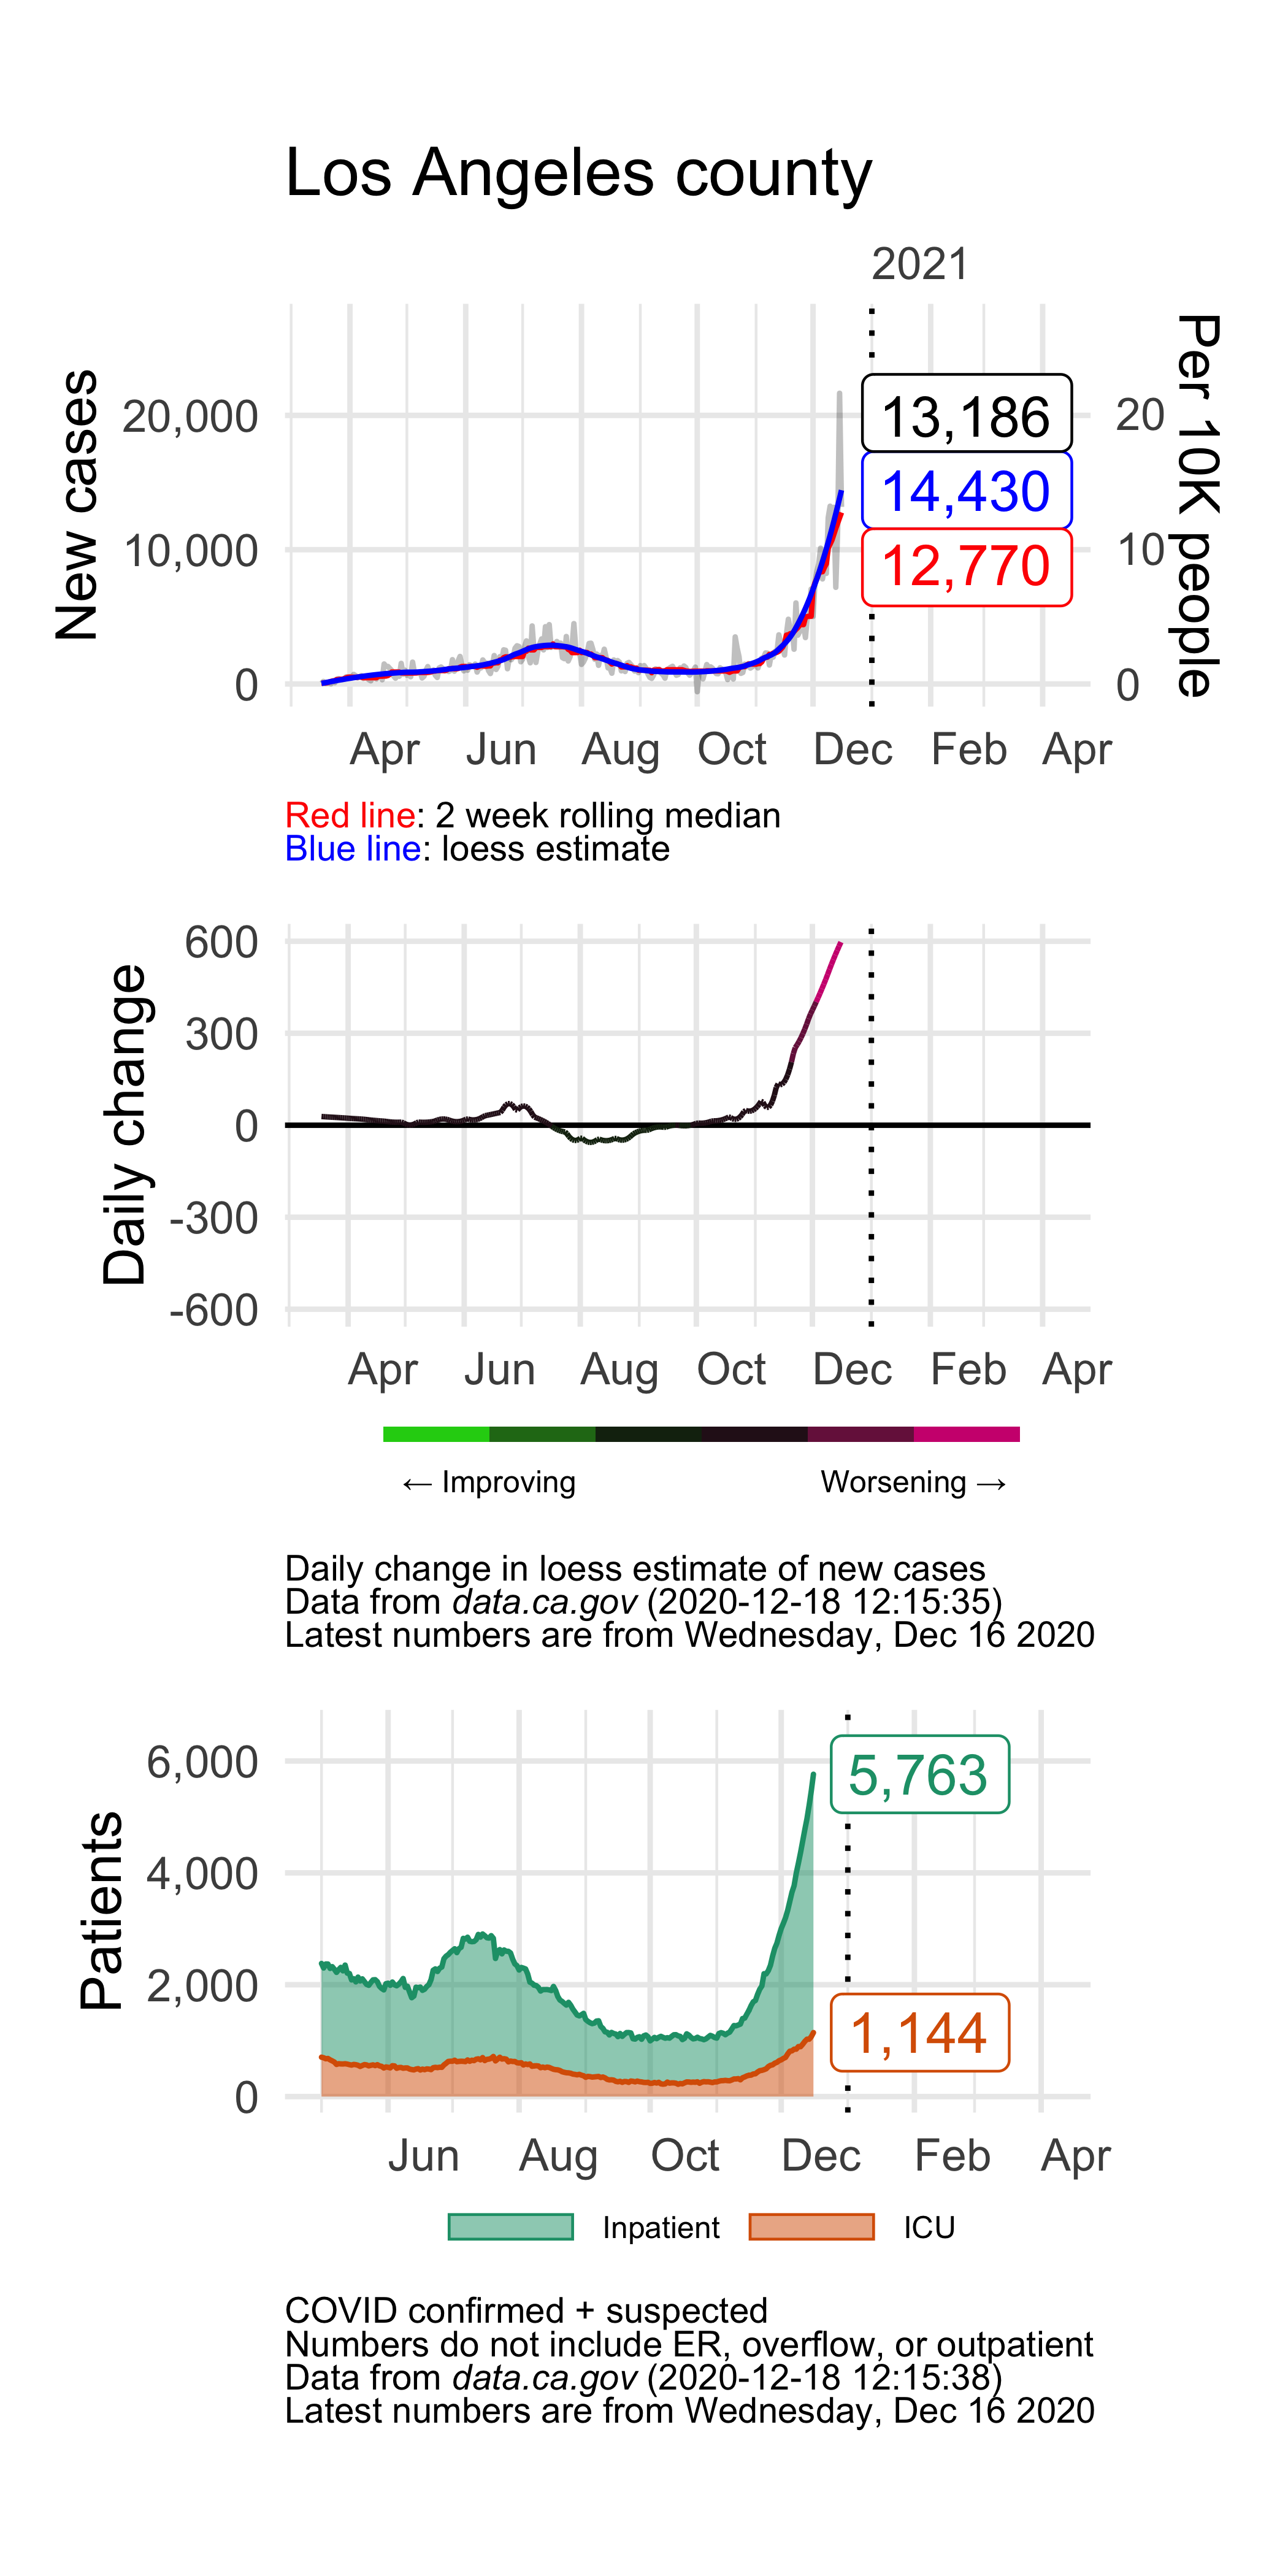 Los Angeles county
2021
New cases
Per 10K people
20,000
10,000
0
20
10
0
13,186
14,430
12,770
Apr Jun Aug Oct Dec Feb Apr
Red line: 2 week rolling median
Blue line: loess estimate
Daily change
600
300
0
-300
-600
Apr Jun Aug Oct Dec Feb Apr
← Improving Worsening →
Daily change in loess estimate of new cases
Data from data.ca.gov (2020-12-18 12:15:35)
Latest numbers are from Wednesday, Dec 16 2020
Patients
6,000
4,000
2,000
0
5,763
1,144
Jun Aug Oct Dec Feb Apr
Inpatient ICU
COVID confirmed + suspected
Numbers do not include ER, overflow, or outpatient
Data from data.ca.gov (2020-12-18 12:15:38)
Latest numbers are from Wednesday, Dec 16 2020